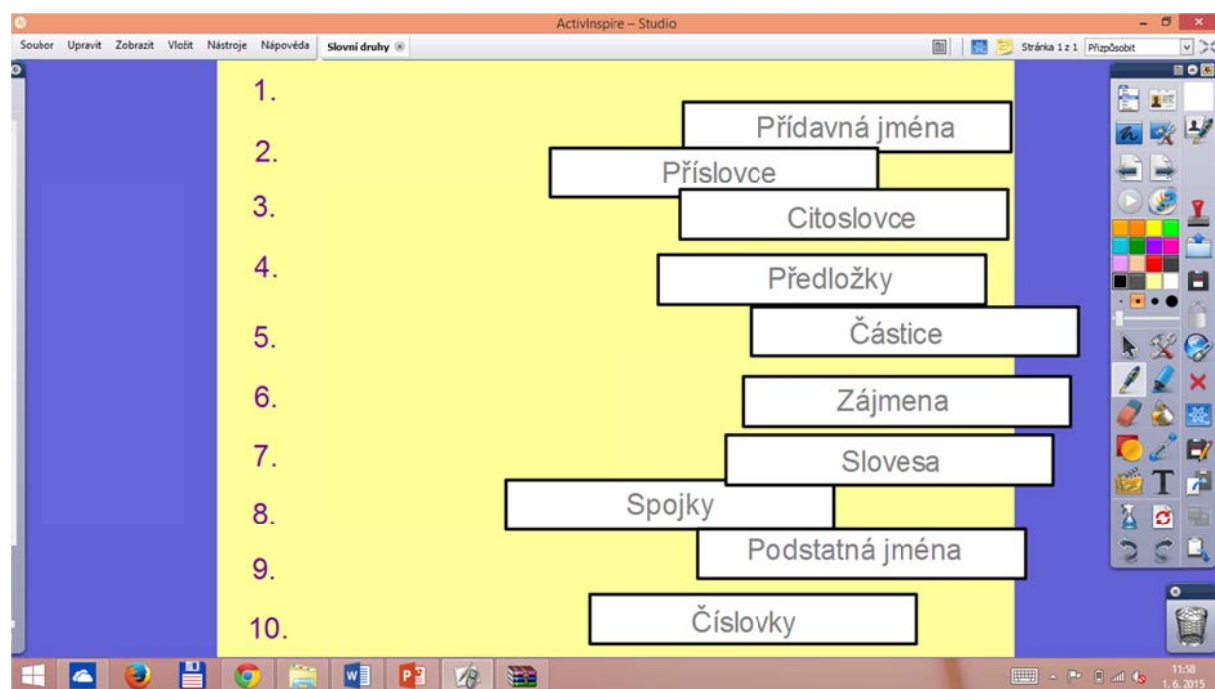 ActivInspire – Studio
Soubor Upravit Zobrazit Vložit Nástroje Nápověda Slovní druhy Stránka 1 z 1 Přizpůsobit
1.
Přídavná jména
2.
Příslovce
3.
Citoslovce
4.
Předložky
5.
Částice
6.
Zájmena
7.
Slovesa
8.
Spojky
9.
Podstatná jména
10.
Číslovky
11:58
1. 6. 2015